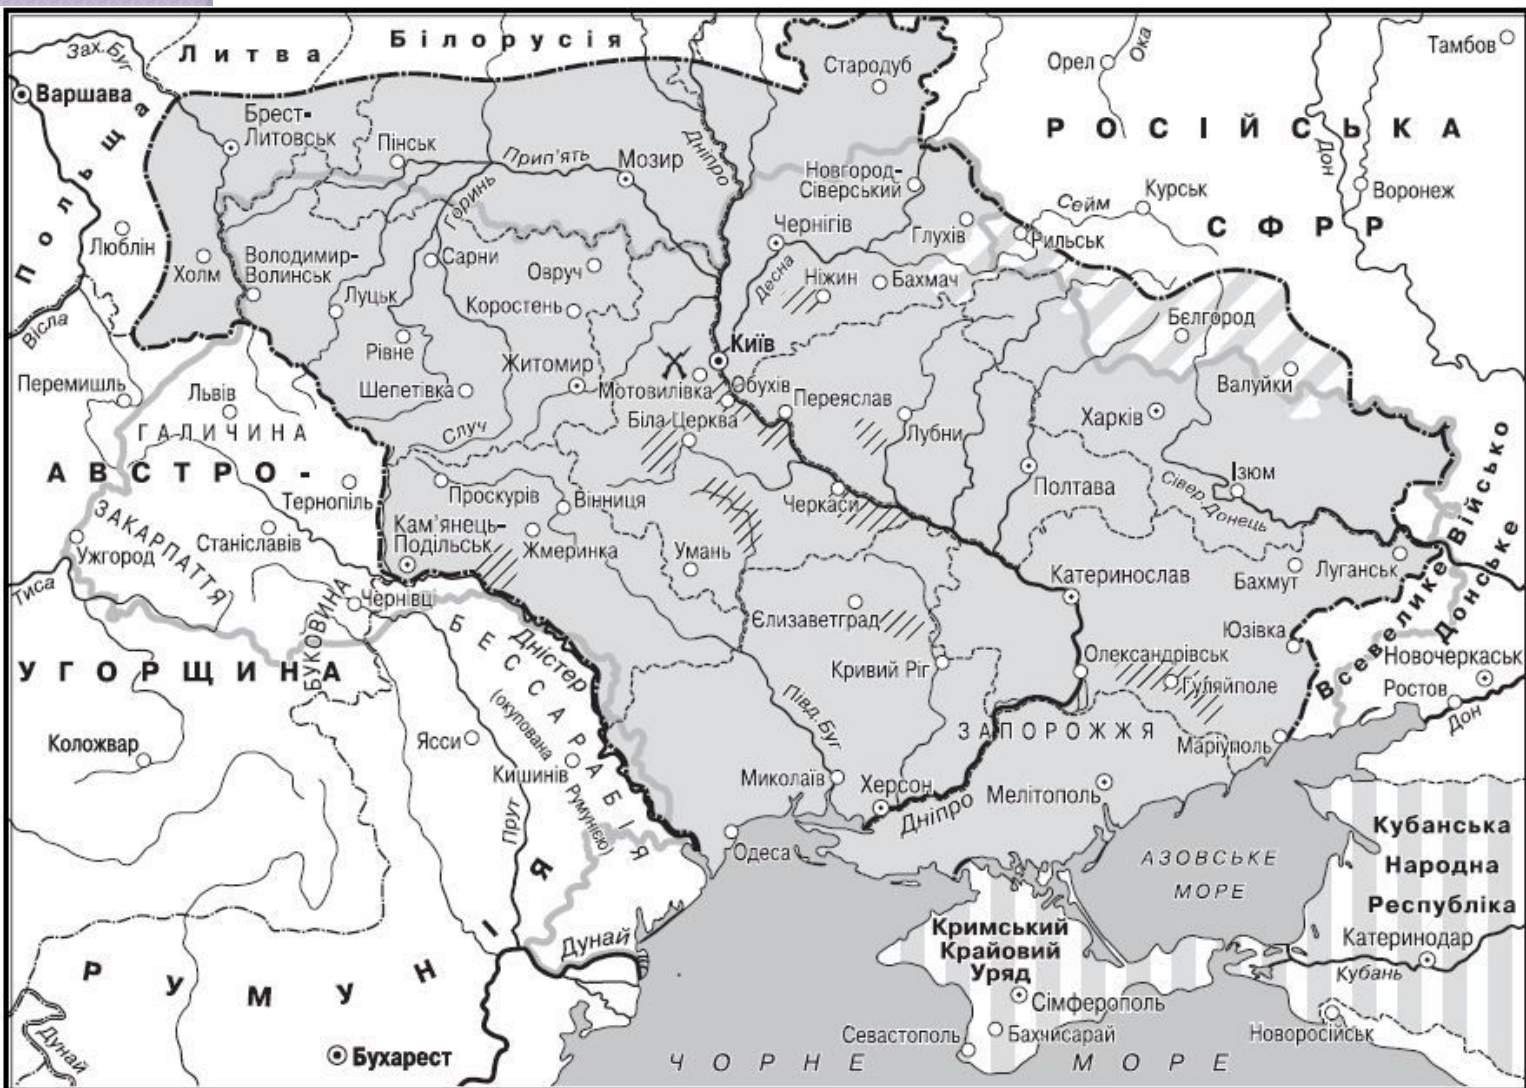 Зах. Буг
Литва
Білорусія
Тамбов
Орел
Ока
Стародуб
Варшава
Польща
Брест-
Литовськ
Пінськ
Прип'ять
Мозир
Дніпро
РОСІЙСЬКА
СФРР
Дон
Воронеж
Новгород-
Сіверський
Сейм
Курськ
Чернігів
Глухів
Рильськ
Люблін
Холм
Володимир-
Волинськ
Горинь
Сарни
Овруч
Десна
Ніжин
Бахмач
Луцьк
Коростень
Бєлгород
Вісла
Рівне
Житомир
Київ
Валуйки
Перемишль
Львів
Шепетівка
Мотовилівка
Обухів
Переяслав
Харків
ГАЛИЧИНА
Случ
Біла Церква
Лубни
АВСТРО-
УГОРЩИНА
Тернопіль
Проскурів
Вінниця
Черкаси
Полтава
Ізюм
Сівер. Донець
ЗАКАРПАТТЯ
Ужгород
Станіславів
Кам'янець-
Подільськ
Жмеринка
Умань
Катеринослав
Бахмут
Луганськ
Всевелике
Військо
Донське
Тиса
Чернівці
БУКОВИНА
БЕССАРАБІЯ
(окупована Румунією)
Дністер
Єлизаветград
Кривий Ріг
Олександрівськ
Гуляйполе
Юзівка
Новочеркаськ
Ростов
Дон
Коложвар
Ясси
Кишинів
Півд. Буг
ЗАПОРОЖЖЯ
Маріуполь
Прут
Миколаїв
Херсон
Дніпро
Мелітополь
Одеса
АЗОВСЬКЕ
МОРЕ
Кубанська
Народна
Республіка
Катеринодар
Кубань
Кримський
Крайовий
Уряд
Сімферополь
Бахчисарай
Севастополь
Новоросійськ
РУМУНІЯ
Дунай
Дунай
Бухарест
ЧОРНЕ МОРЕ